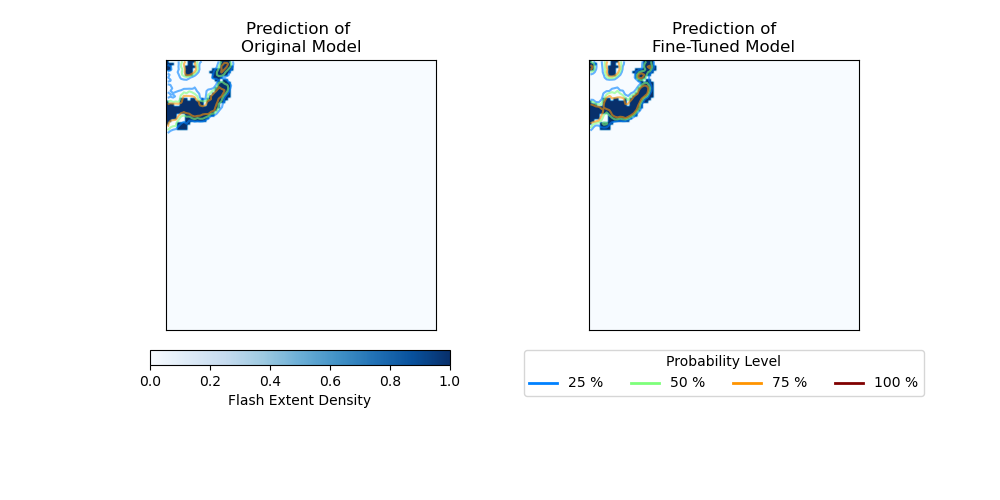 Prediction of
Original Model
Prediction of
Fine-Tuned Model
0.0 0.2 0.4 0.6 0.8 1.0
Flash Extent Density
Probability Level
25 % 50 % 75 % 100 %